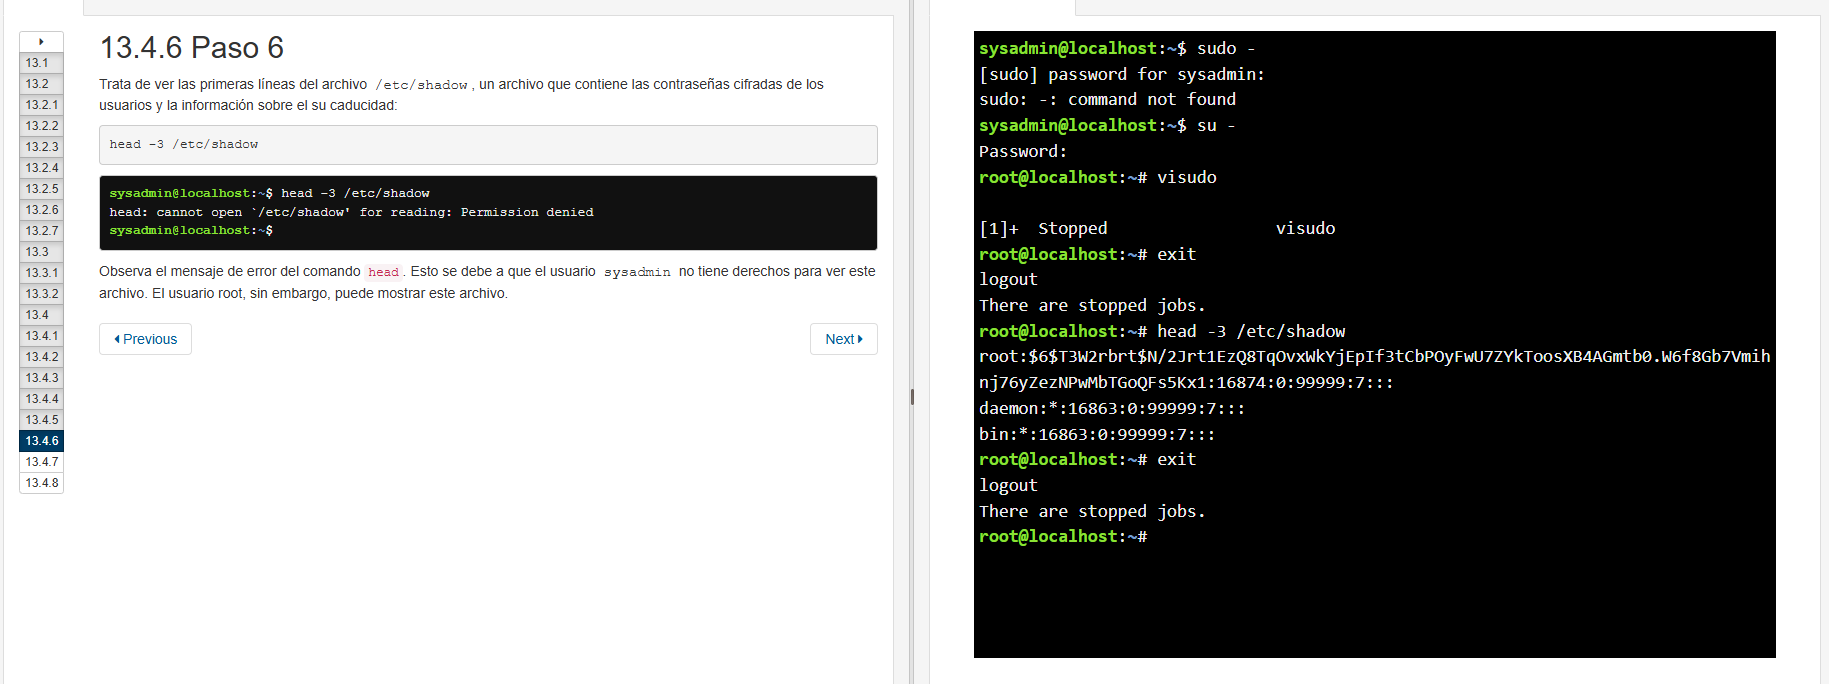 13.1
13.2
13.2.1
13.2.2
13.2.3
13.2.4
13.2.5
13.2.6
13.2.7
13.3
13.3.1
13.3.2
13.4
13.4.1
13.4.2
13.4.3
13.4.4
13.4.5
13.4.6
13.4.7
13.4.8
13.4.6 Paso 6
Trata de ver las primeras líneas del archivo /etc/shadow, un archivo que contiene las contraseñas cifradas de los
usuarios y la información sobre el su caducidad:
head -3 /etc/shadow
sysadmin@localhost:~$ head -3 /etc/shadow
head: cannot open `/etc/shadow' for reading: Permission denied
sysadmin@localhost:~$
Observa el mensaje de error del comando head. Esto se debe a que el usuario sysadmin no tiene derechos para ver este
archivo. El usuario root, sin embargo, puede mostrar este archivo.
Previous
Next
sysadmin@localhost:~$ sudo -
[sudo] password for sysadmin:
sudo: -: command not found
sysadmin@localhost:~$ su -
Password:
root@localhost:~# visudo
[1]+  Stopped                 visudo
root@localhost:~# exit
logout
There are stopped jobs.
root@localhost:~# head -3 /etc/shadow
root:$6$T3W2rbrt$N/2Jrt1EzQ8TqOvxWkYjEpIf3tCbPOyFwU7ZYkToosXB4AGmtb0.W6f8Gb7Vmih
nj76yZezNPwMbTGoQFs5Kx1:16874:0:99999:7:::
daemon:*:16863:0:99999:7:::
bin:*:16863:0:99999:7:::
root@localhost:~# exit
logout
There are stopped jobs.
root@localhost:~#